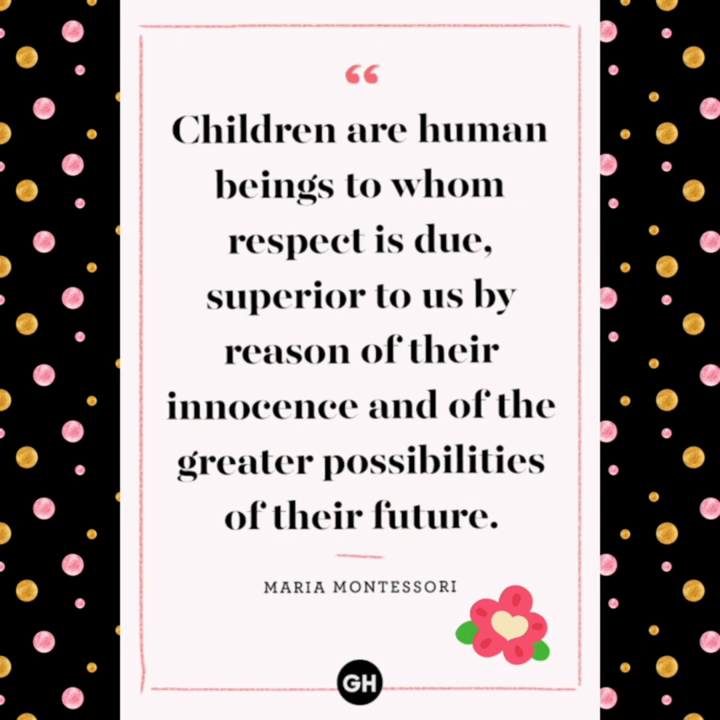 “
Children are human
beings to whom
respect is due,
superior to us by
reason of their
innocence and of the
greater possibilities
of their future.
MARIA MONTESSORI
GH